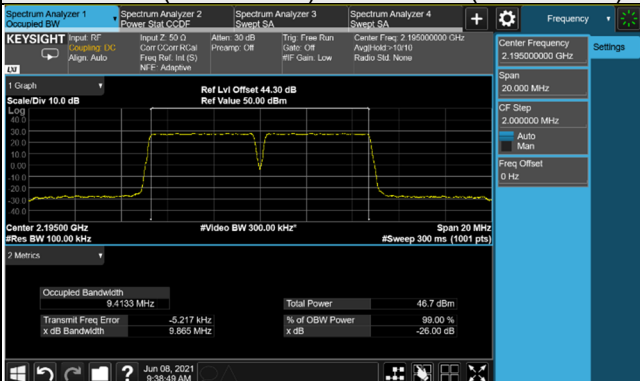 Spectrum Analyzer 1
Occupied BW
Spectrum Analyzer 2
Power Stat CCDF
Spectrum Analyzer 3
Swept SA
Spectrum Analyzer 4
Swept SA
+
Frequency
KEYSIGHT
LXI
Input: RF
Coupling: DC
Align: Auto
Input Z: 50 Ω
Corr CCorr RCal
Freq Ref: Int (S)
NFE: Adaptive
Atten: 30 dB
Preamp: Off
Trig: Free Run
Gate: Off
#IF Gain: Low
Center Freq: 2.195000000 GHz
Avg|Hold:>10/10
Radio Std: None
Center Frequency
2.195000000 GHz
Settings
Span
20.000 MHz
CF Step
2.000000 MHz
Auto
Man
Freq Offset
0 Hz
1 Graph
Scale/Div 10.0 dB
Ref Lvl Offset 44.30 dB
Ref Value 50.00 dBm
Log
40.0
30.0
20.0
10.0
0.00
-10.0
-20.0
-30.0
-40.0
Center 2.19500 GHz
#Res BW 100.00 kHz
#Video BW 300.00 kHz*
Span 20 MHz
#Sweep 300 ms (1001 pts)
2 Metrics
Occupied Bandwidth
9.4133 MHz
Total Power 46.7 dBm
Transmit Freq Error -5.217 kHz
% of OBW Power 99.00 %
x dB Bandwidth 9.865 MHz
x dB -26.00 dB
?
Jun 08, 2021
9:38:49 AM